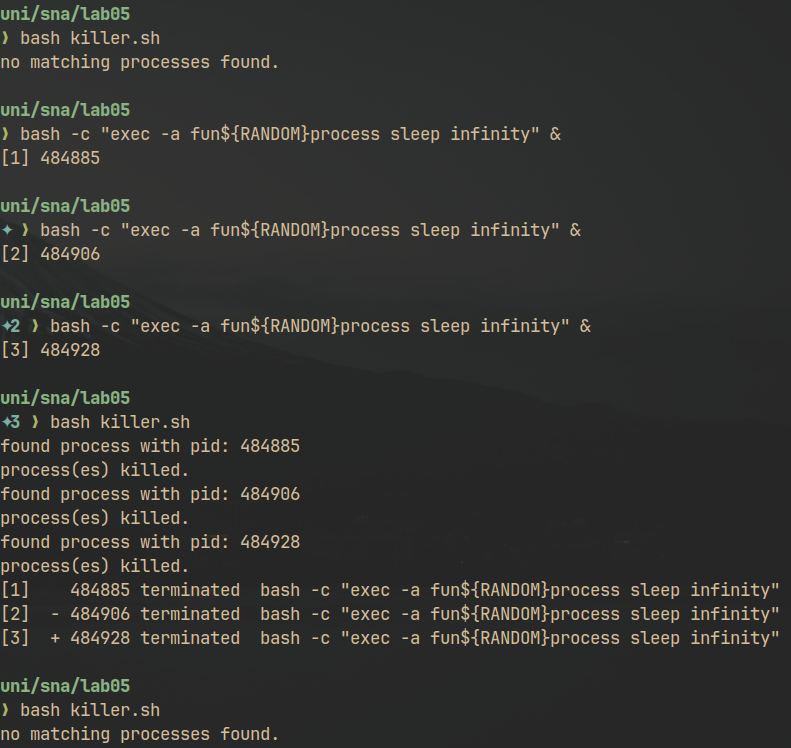 uni/sna/lab05
❯ bash killer.sh
no matching processes found.
uni/sna/lab05
❯ bash -c "exec -a fun${RANDOM}process sleep infinity" &
[1] 484885
uni/sna/lab05
✦ ❯ bash -c "exec -a fun${RANDOM}process sleep infinity" &
[2] 484906
uni/sna/lab05
✦2 ❯ bash -c "exec -a fun${RANDOM}process sleep infinity" &
[3] 484928
uni/sna/lab05
✦3 ❯ bash killer.sh
found process with pid: 484885
process(es) killed.
found process with pid: 484906
process(es) killed.
found process with pid: 484928
process(es) killed.
[1]    484885 terminated  bash -c "exec -a fun${RANDOM}process sleep infinity"
[2]  - 484906 terminated  bash -c "exec -a fun${RANDOM}process sleep infinity"
[3]  + 484928 terminated  bash -c "exec -a fun${RANDOM}process sleep infinity"
uni/sna/lab05
❯ bash killer.sh
no matching processes found.